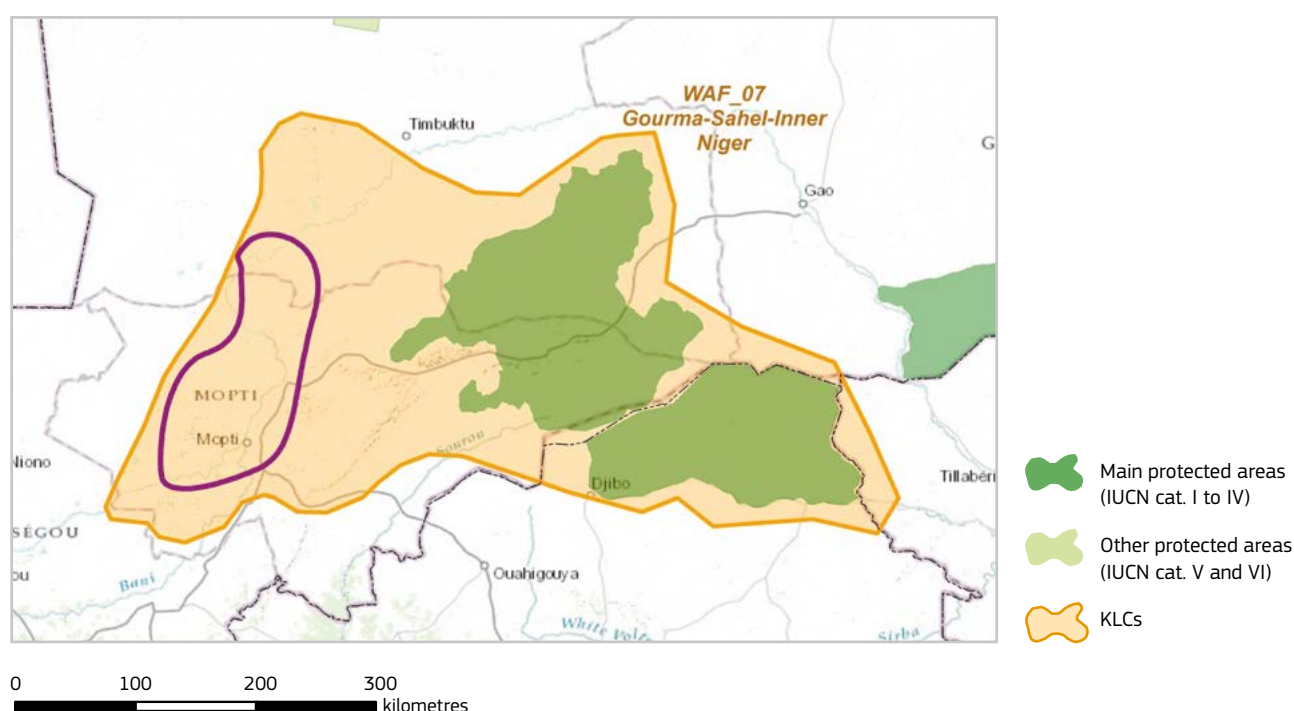 WAF_07
Gourma-Sahel-Inner
Niger
Timbuktu
G
Gao
MOPTI
Mopti
Sourou
Niono
Djibo
Tillabéri
SÉGOU
ou
Bani
Ouahigouya
White Volt
Sirba
Main protected areas
(IUCN cat. I to IV)
Other protected areas
(IUCN cat. V and VI)
KLCs
0 100 200 300
kilometres